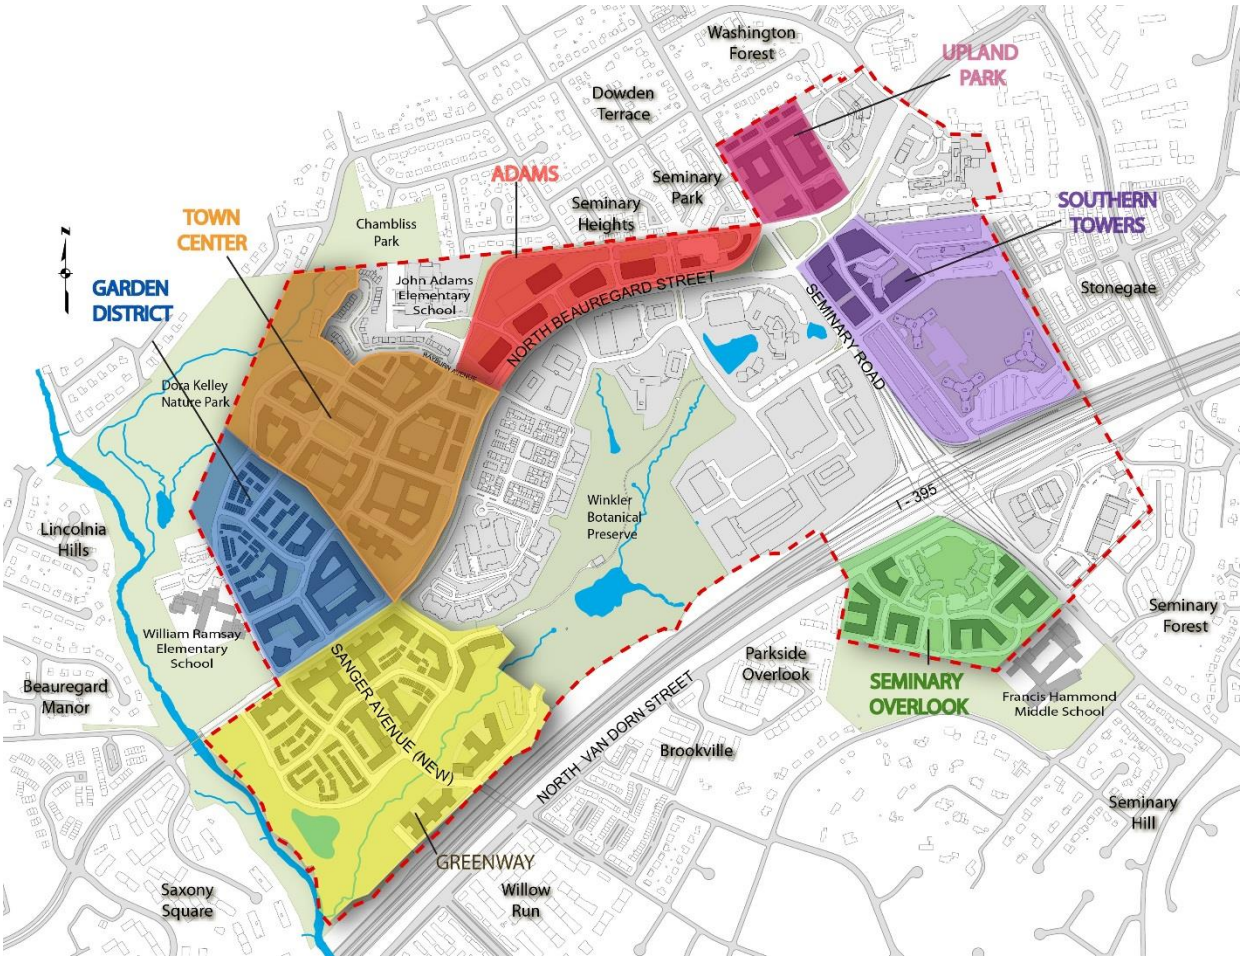 Washington
Forest
UPLAND
PARK
Dowden
Terrace
ADAMS
Seminary
Park
SOUTHERN
TOWERS
TOWN
CENTER
Chambliss
Park
Seminary
Heights
N
GARDEN
DISTRICT
John Adams
Elementary
School
NORTH BEAUREGARD STREET
SEMINARY ROAD
Stonegate
RAYBURN AVENUE
Dora Kelley
Nature Park
Winkler
Botanical
Preserve
I - 395
Lincolnia
Hills
William Ramsay
Elementary
School
Seminary
Forest
Beauregard
Manor
SANGER AVENUE (NEW)
Parkside
Overlook
SEMINARY
OVERLOOK
Francis Hammond
Middle School
NORTH VAN DORN STREET
Brookville
Seminary
Hill
GREENWAY
Saxony
Square
Willow
Run